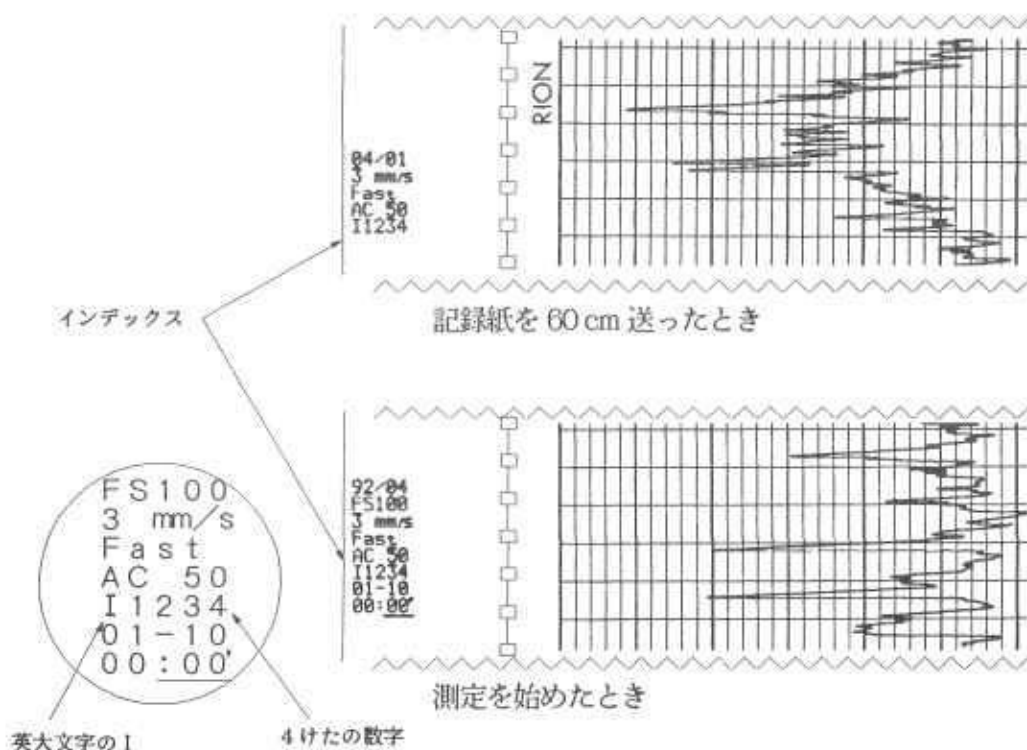 RION
04/01
3 mm/s
Fast
AC 50
I1234
記録紙を 60 cm 送ったとき
インデックス
92/04
FS100
3 mm/s
Fast
AC 50
I1234
01-10
00:00'
測定を始めたとき
FS100
3 mm/s
Fast
AC 50
I1234
01-10
00:00'
英大文字の I
4けたの数字